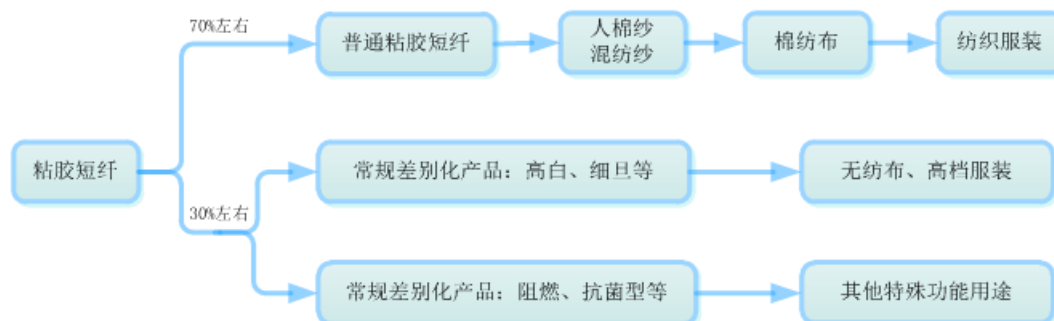 70%左右
普通粘胶短纤
人棉纱
混纺纱
棉纺布
纺织服装
粘胶短纤
常规差别化产品：高白、细旦等
无纺布、高档服装
30%左右
常规差别化产品：阻燃、抗菌型等
其他特殊功能用途